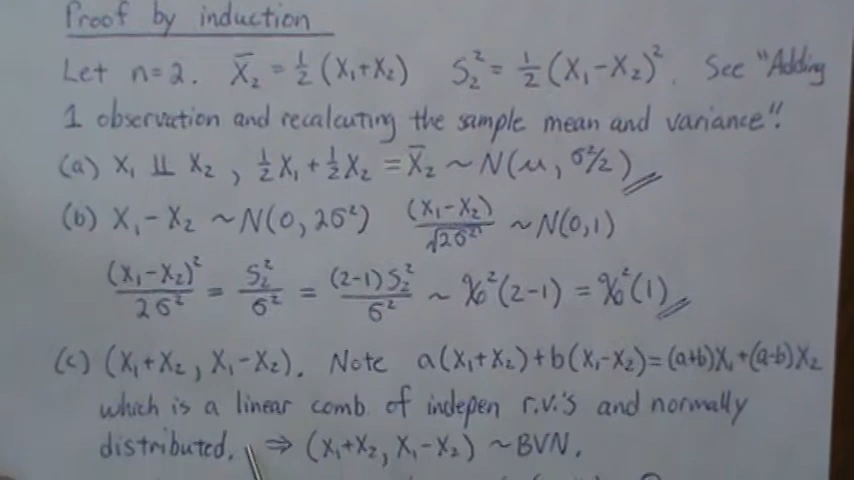 Proof by induction
Let n=2. X̄₂ = ½(X₁+X₂) S₂² = ½(X₁-X₂)². See "Adding
1 observation and recalcuting the sample mean and variance"!
(a) X₁ ⫫ X₂, ½X₁ + ½X₂ = X̄₂ ~ N(μ, σ²/2)
(b) X₁ - X₂ ~ N(0, 2σ²) (X₁-X₂)/√2σ² ~ N(0,1)
(X₁-X₂)²/2σ² = S₂²/σ² = (2-1)S₂²/σ² ~ χ²(2-1) = χ²(1)
(c) (X₁+X₂, X₁-X₂). Note a(X₁+X₂)+b(X₁-X₂)=(a+b)X₁+(a-b)X₂
which is a linear comb of indepen r.v.'s and normally
distributed. ⇒ (X₁+X₂, X₁-X₂) ~ BVN.